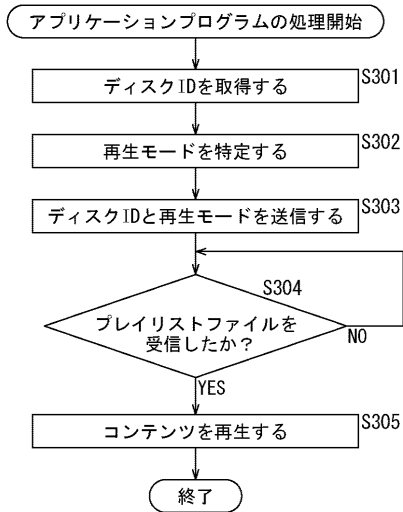 アプリケーションプログラムの処理開始
ディスクIDを取得する
S301
再生モードを特定する
S302
ディスクIDと再生モードを送信する
S303
S304
プレイリストファイルを
受信したか？
NO
YES
コンテンツを再生する
S305
終了